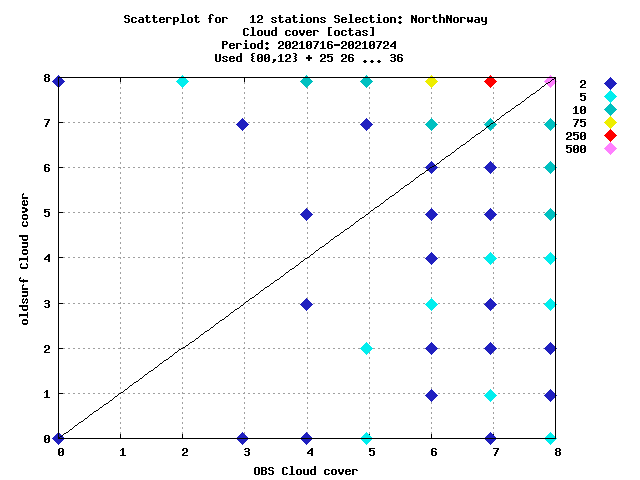 Scatterplot for   12 stations Selection: NorthNorway
Cloud cover [octas]
Period: 20210716-20210724
Used {00,12} + 25 26 ... 36
8
7
6
5
4
3
2
1
0
oldsurf Cloud cover
0 1 2 3 4 5 6 7 8
OBS Cloud cover
2
5
10
75
250
500